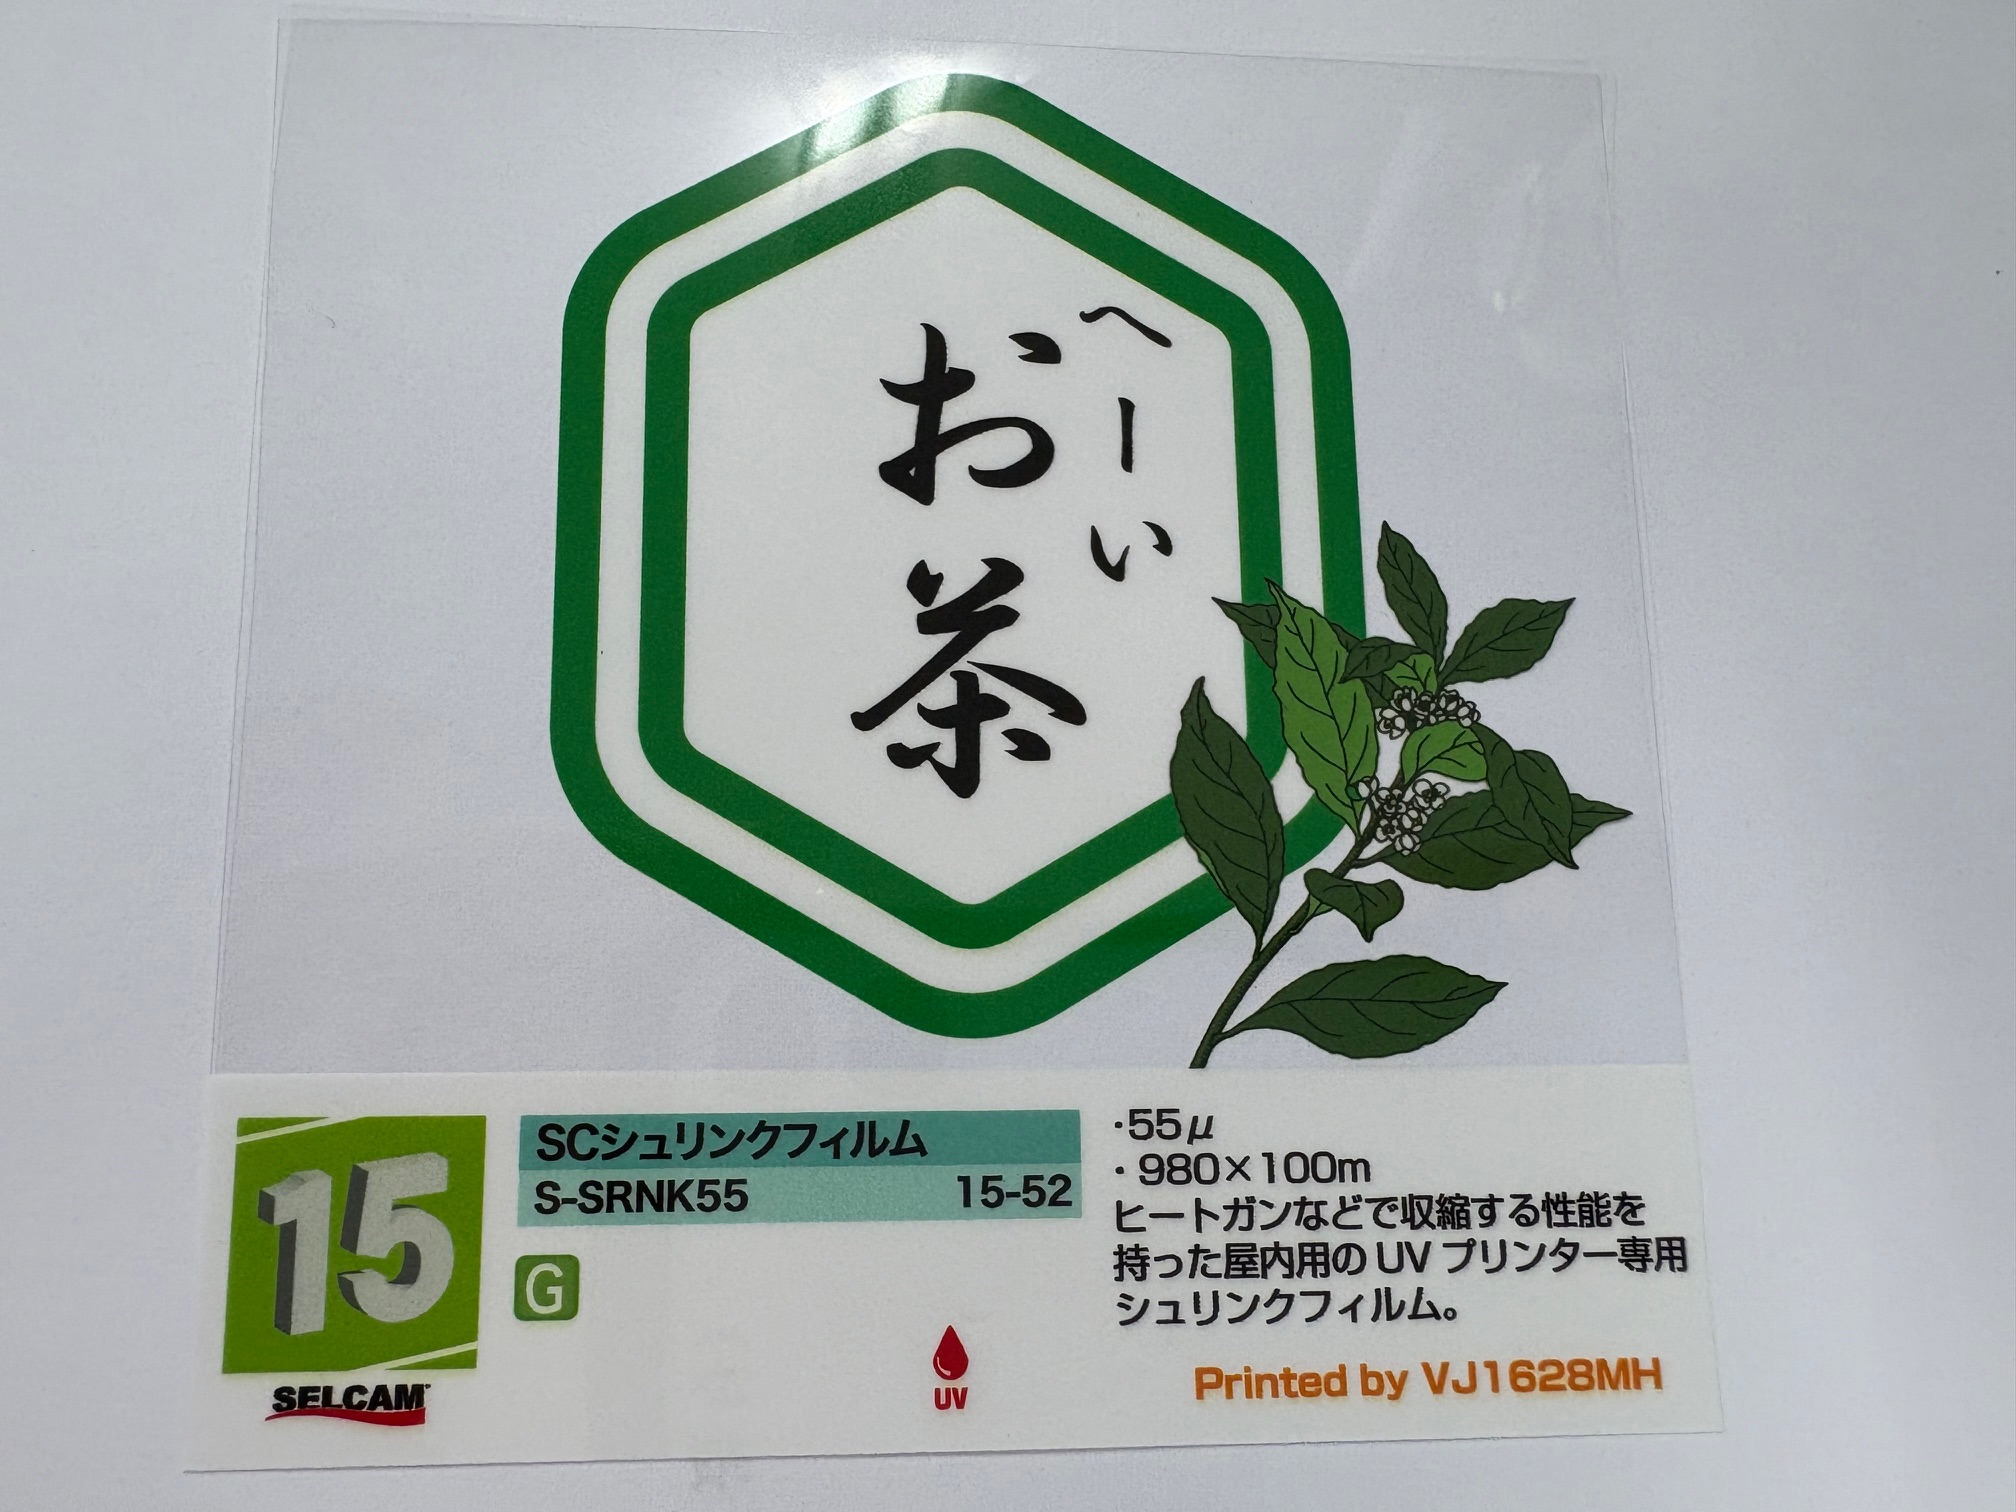 へーい
お茶
15
SELCAM
SCシュリンクフィルム
S-SRNK55 15-52
G
UV
·55μ
·980×100m
ヒートガンなどで収縮する性能を
持った屋内用のUVプリンター専用
シュリンクフィルム。
Printed by VJ1628MH